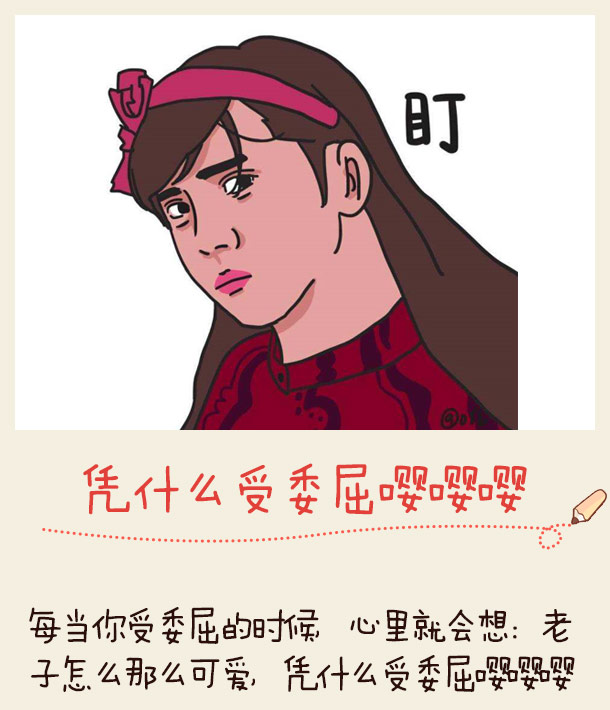 盯
凭什么受委屈嘤嘤嘤
每当你受委屈的时候, 心里就会想: 老
子怎么那么可爱, 凭什么受委屈嘤嘤嘤